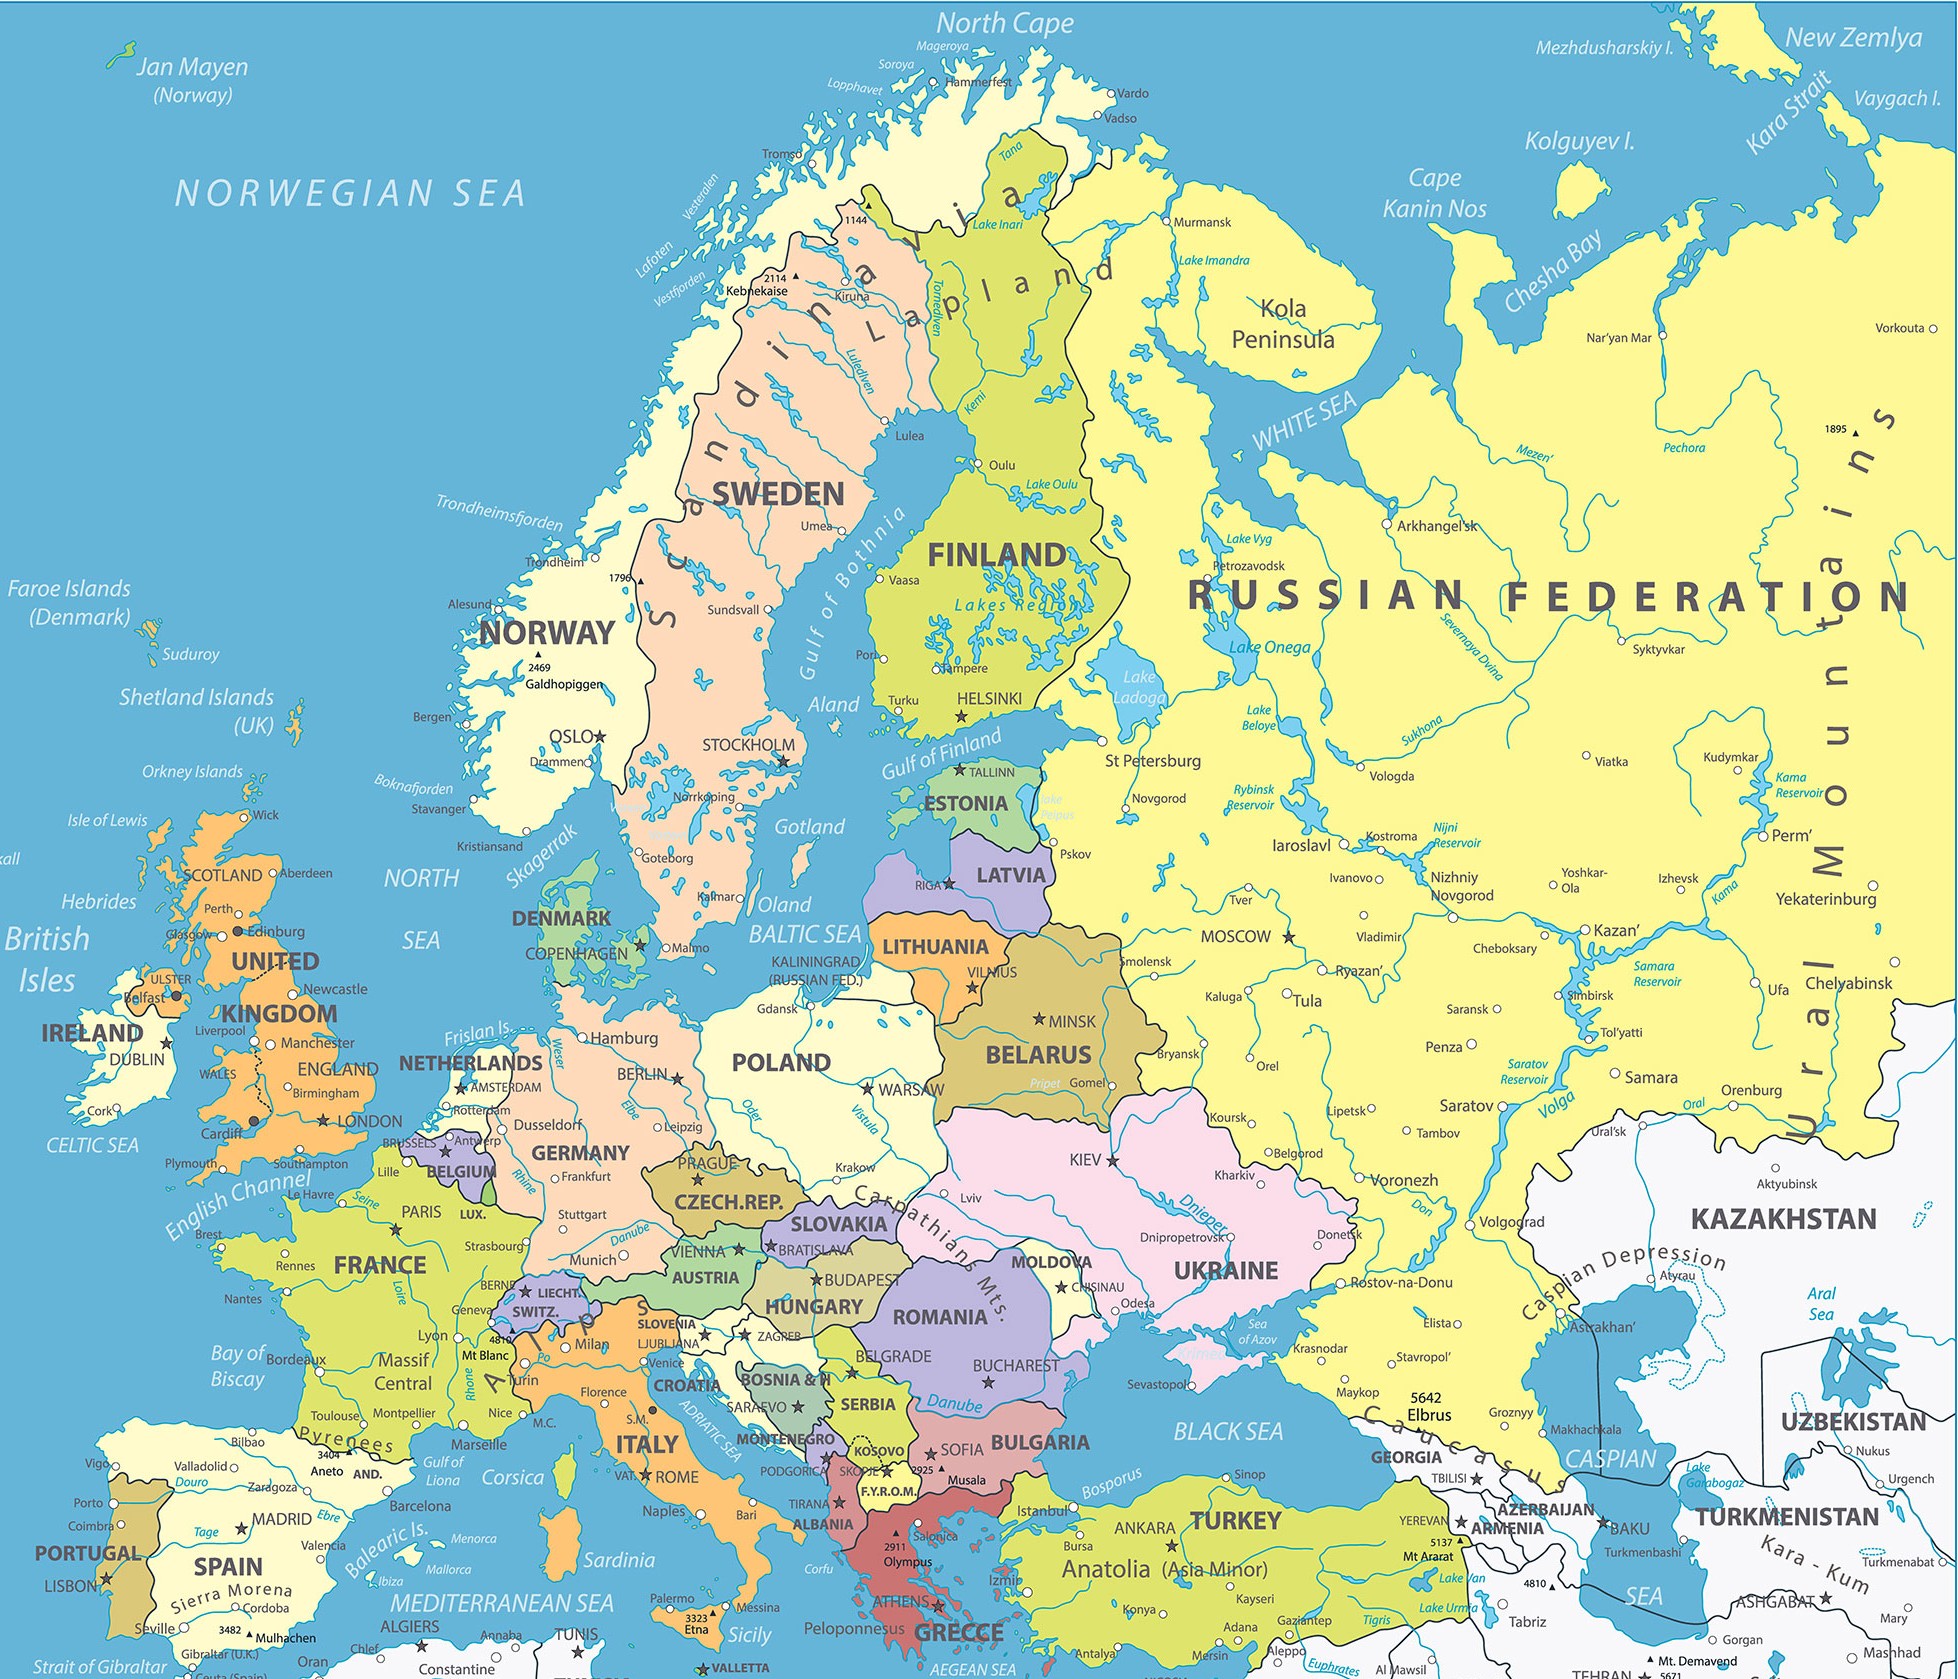 North Cape
Mageroya
Soroya
Hammerfest
Lopphavet
Vardo
Vadso
Jan Mayen
(Norway)
Mezhdusharskiy I.
New Zemlya
Kara Strait
Vaygach I.
Kolguyev I.
Cape
Kanin Nos
Chesha Bay
NORWEGIAN SEA
Tromso
Vesteralen
Lafoten
Vestfjorden
Tana
Lake Inari
1144
2114
Kebnekaise
Kiruna
Scandinavia
Lapland
Tornedlven
Luledlven
Kemi
Lulea
Murmansk
Lake Imandra
Kola
Peninsula
Nar'yan Mar
Vorkouta
WHITE SEA
Mezen'
Pechora
1895
Ural Mountains
SWEDEN
Oulu
Lake Oulu
Umea
Gulf of Bothnia
Trondheimsfjorden
Trondheim
1796
Arkhangel'sk
Lake Vyg
Petrozavodsk
FINLAND
Vaasa
Lakes Region
RUSSIAN FEDERATION
Faroe Islands
(Denmark)
Suduroy
Alesund
NORWAY
2469
Galdhopiggen
Sundsvall
Pori
Tampere
Turku
HELSINKI
Aland
Lake Onega
Severnaya Dvina
Syktyvkar
Lake
Ladoga
Lake
Beloye
Sukhona
Shetland Islands
(UK)
Bergen
OSLO
Drammen
STOCKHOLM
Gulf of Finland
TALLINN
ESTONIA
St Petersburg
Novgorod
Lake
Peipus
Pskov
Vologda
Viatka
Kudymkar
Kama
Reservoir
Rybinsk
Reservoir
Orkney Islands
Boknafjorden
Stavanger
Kristiansand
Skagerrak
Norrkoping
Goteborg
Gotland
Kalmar
Oland
Isle of Lewis
Wick
SCOTLAND
Aberdeen
Hebrides
Perth
Glasgow
Edinburg
NORTH
SEA
DENMARK
COPENHAGEN
Malmo
BALTIC SEA
RIGA
LATVIA
LITHUANIA
VILNIUS
KALININGRAD
(RUSSIAN FED.)
Iaroslavl
Kostroma
Nijni
Reservoir
Ivanovo
Nizhniy
Novgorod
Yoshkar-
Ola
Izhevsk
Perm'
Kama
Yekaterinburg
Tver
MOSCOW
Vladimir
Cheboksary
Kazan'
Samara
Reservoir
Ufa
Chelyabinsk
Smolensk
Kaluga
Ryazan'
Tula
Saransk
Simbirsk
Tol'yatti
British
Isles
UNITED
KINGDOM
ULSTER
Belfast
Newcastle
IRELAND
DUBLIN
Liverpool
Manchester
ENGLAND
WALES
Birmingham
Cork
Cardiff
LONDON
CELTIC SEA
Plymouth
Southampton
English Channel
Frislan Is.
NETHERLANDS
AMSTERDAM
Rotterdam
Weser
Hamburg
BERLIN
Elbe
Dusseldorf
Leipzig
GERMANY
Frankfurt
Rhine
Gdansk
POLAND
WARSAW
Oder
Vistula
Krakow
MINSK
BELARUS
Pripet
Gomel
Bryansk
Orel
Penza
Saratov
Reservoir
Samara
Orenburg
Oral
Ural'sk
Volga
Koursk
Lipetsk
Saratov
Tambov
Belgorod
Voronezh
BRUSSELS
Antwerp
BELGIUM
Lille
LUX.
Le Havre
Seine
PARIS
Brest
Rennes
FRANCE
Strasbourg
Stuttgart
Munich
Danube
Nantes
Loire
PRAGUE
CZECH.REP.
SLOVAKIA
BRATISLAVA
VIENNA
AUSTRIA
BUDAPEST
HUNGARY
Carpathians Mts.
KIEV
Lviv
Kharkiv
Dnieper
Dnipropetrovsk
Donetsk
UKRAINE
MOLDOVA
CHISINAU
Odesa
Don
Volgograd
Rostov-na-Donu
Aktyubinsk
KAZAKHSTAN
Caspian Depression
Atyrau
Astrakhan'
Aral
Sea
BERNE
LIECHT.
SWITZ.
Geneva
4810
Mt Blanc
Alps
Lyon
Rhone
Turin
Milan
Po
Bay of
Biscay
Bordeaux
Massif
Central
Toulouse
Montpellier
Marseille
Nice
M.C.
SLOVENIA
LJUBLJANA
ZAGREB
Venice
CROATIA
BOSNIA & H
SARAEVO
BELGRADE
SERBIA
ROMANIA
BUCHAREST
Danube
Florence
S.M.
ADRIATIC SEA
Sea
of Azov
Krimea
Sevastopol
Krasnodar
Elista
Stavropol'
Maykop
5642
Elbrus
Groznyy
Makhachkala
Caucasus
BLACK SEA
CASPIAN
SEA
UZBEKISTAN
Nukus
Urgench
Lake
Garabogaz
Pyrenees
3404
Aneto
AND.
Bilbao
Vigo
Valladolid
Douro
Zaragoza
Gulf of
Liona
Corsica
ITALY
VAT.
ROME
MONTENEGRO
PODGORICA
KOSOVO
SKOPJE
F.Y.R.O.M.
SOFIA
BULGARIA
2925
Musala
TIRANA
ALBANIA
GEORGIA
TBILISI
AZERBAIJAN
YEREVAN
ARMENIA
BAKU
5137
Mt Ararat
TURKMENISTAN
Turkmenbashi
Kara - Kum
Turkmenabat
ASHGABAT
Mary
Porto
Coimbra
Barcelona
Ebre
MADRID
Tage
PORTUGAL
LISBON
SPAIN
Valencia
Sierra Morena
Cordoba
Seville
3482
Mulhachen
Balearic Is.
Menorca
Mallorca
Ibiza
Naples
Bari
Sardinia
Palermo
Messina
3323
Etna
Sicily
MEDITERRANEAN SEA
Corfu
Salonica
2911
Olympus
ATHENS
Peloponnesus
GRECCE
Bosporus
Istanbul
Bursa
Sinop
ANKARA
TURKEY
Anatolia (Asia Minor)
Izmir
Konya
Kayseri
Gaziantep
Adana
Antalya
Mersin
Aleppo
Tigris
Lake Van
Lake Urmia
4810
Tabriz
Gibraltar (U.K.)
Strait of Gibraltar
Ceuta (Spain)
ALGIERS
Chlef
Oran
Annaba
Constantine
TUNIS
VALLETTA
AEGEAN SEA
Euphrates
Al Mawsil
Gorgan
Mt. Demavend
5671
TEHRAN
Mashhad